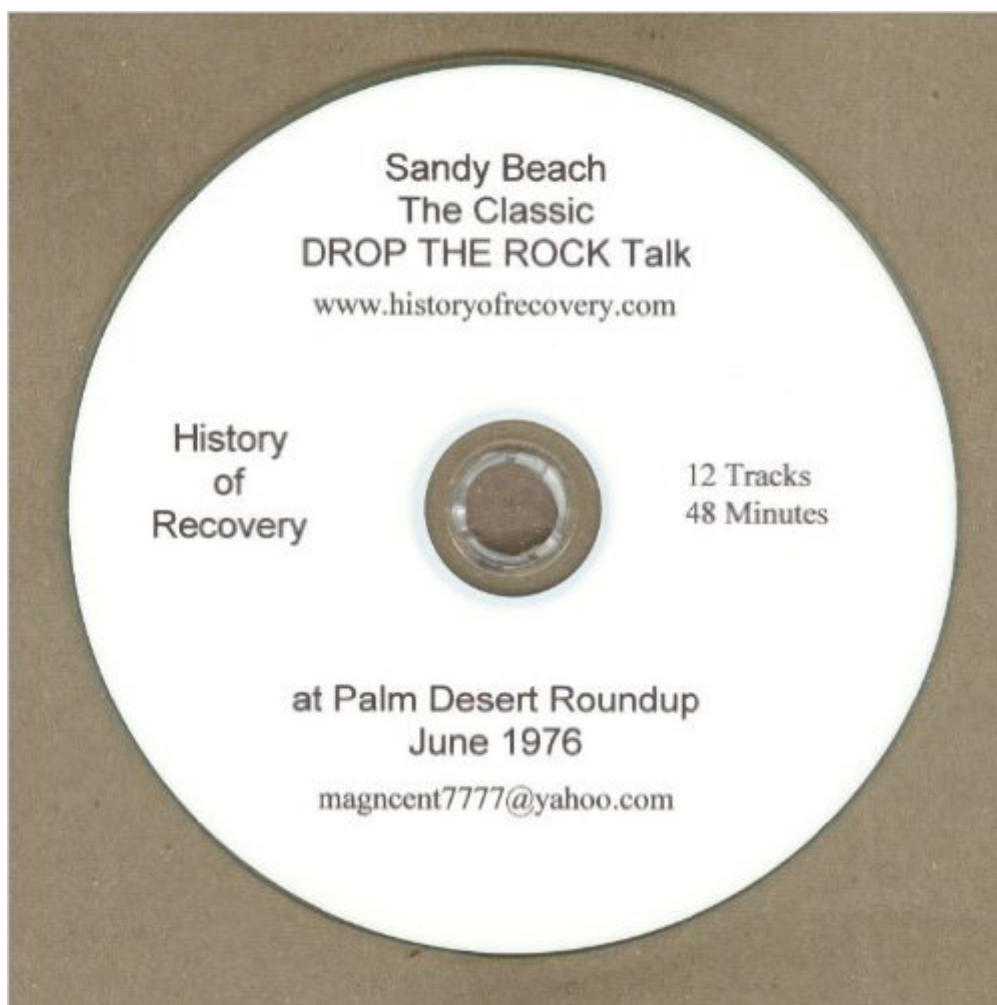 Sandy Beach
The Classic
DROP THE ROCK Talk
www.historyofrecovery.com
History
of
Recovery
12 Tracks
48 Minutes
at Palm Desert Roundup
June 1976
magncent7777@yahoo.com